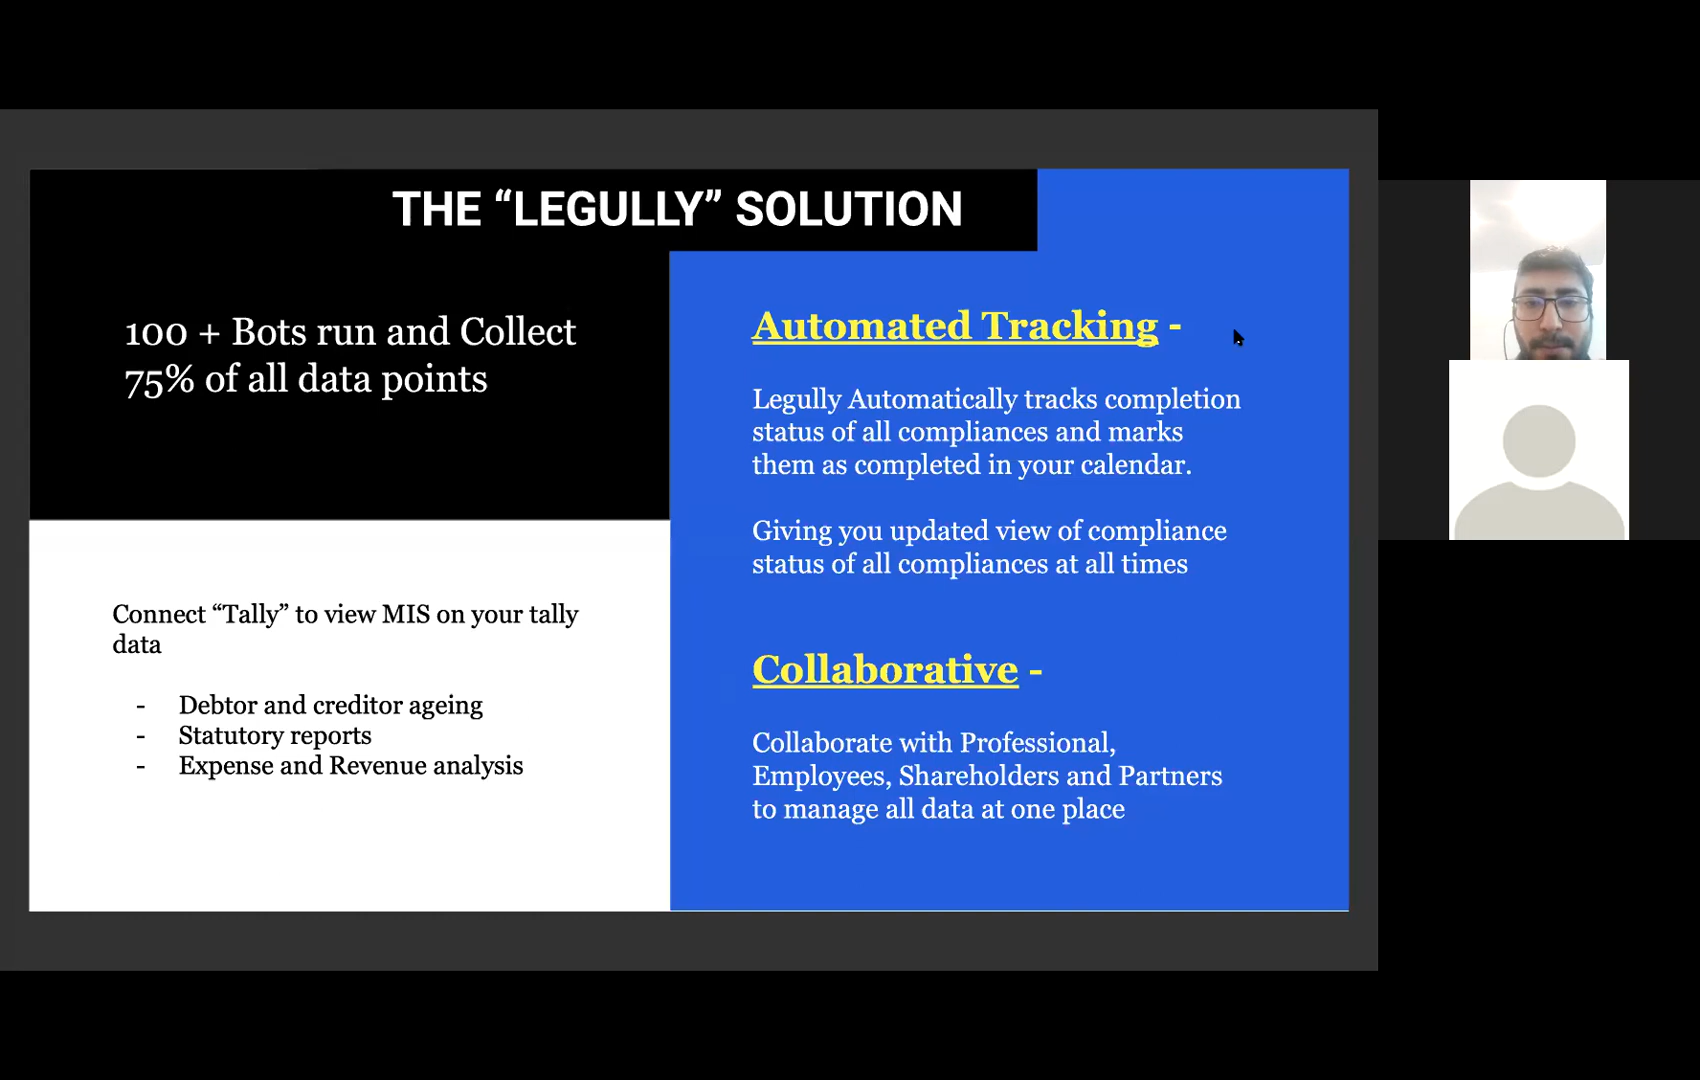 THE “LEGULLY” SOLUTION
100 + Bots run and Collect
75% of all data points
Connect “Tally” to view MIS on your tally
data
- Debtor and creditor ageing
- Statutory reports
- Expense and Revenue analysis
Automated Tracking -
Legully Automatically tracks completion
status of all compliances and marks
them as completed in your calendar.
Giving you updated view of compliance
status of all compliances at all times
Collaborative -
Collaborate with Professional,
Employees, Shareholders and Partners
to manage all data at one place